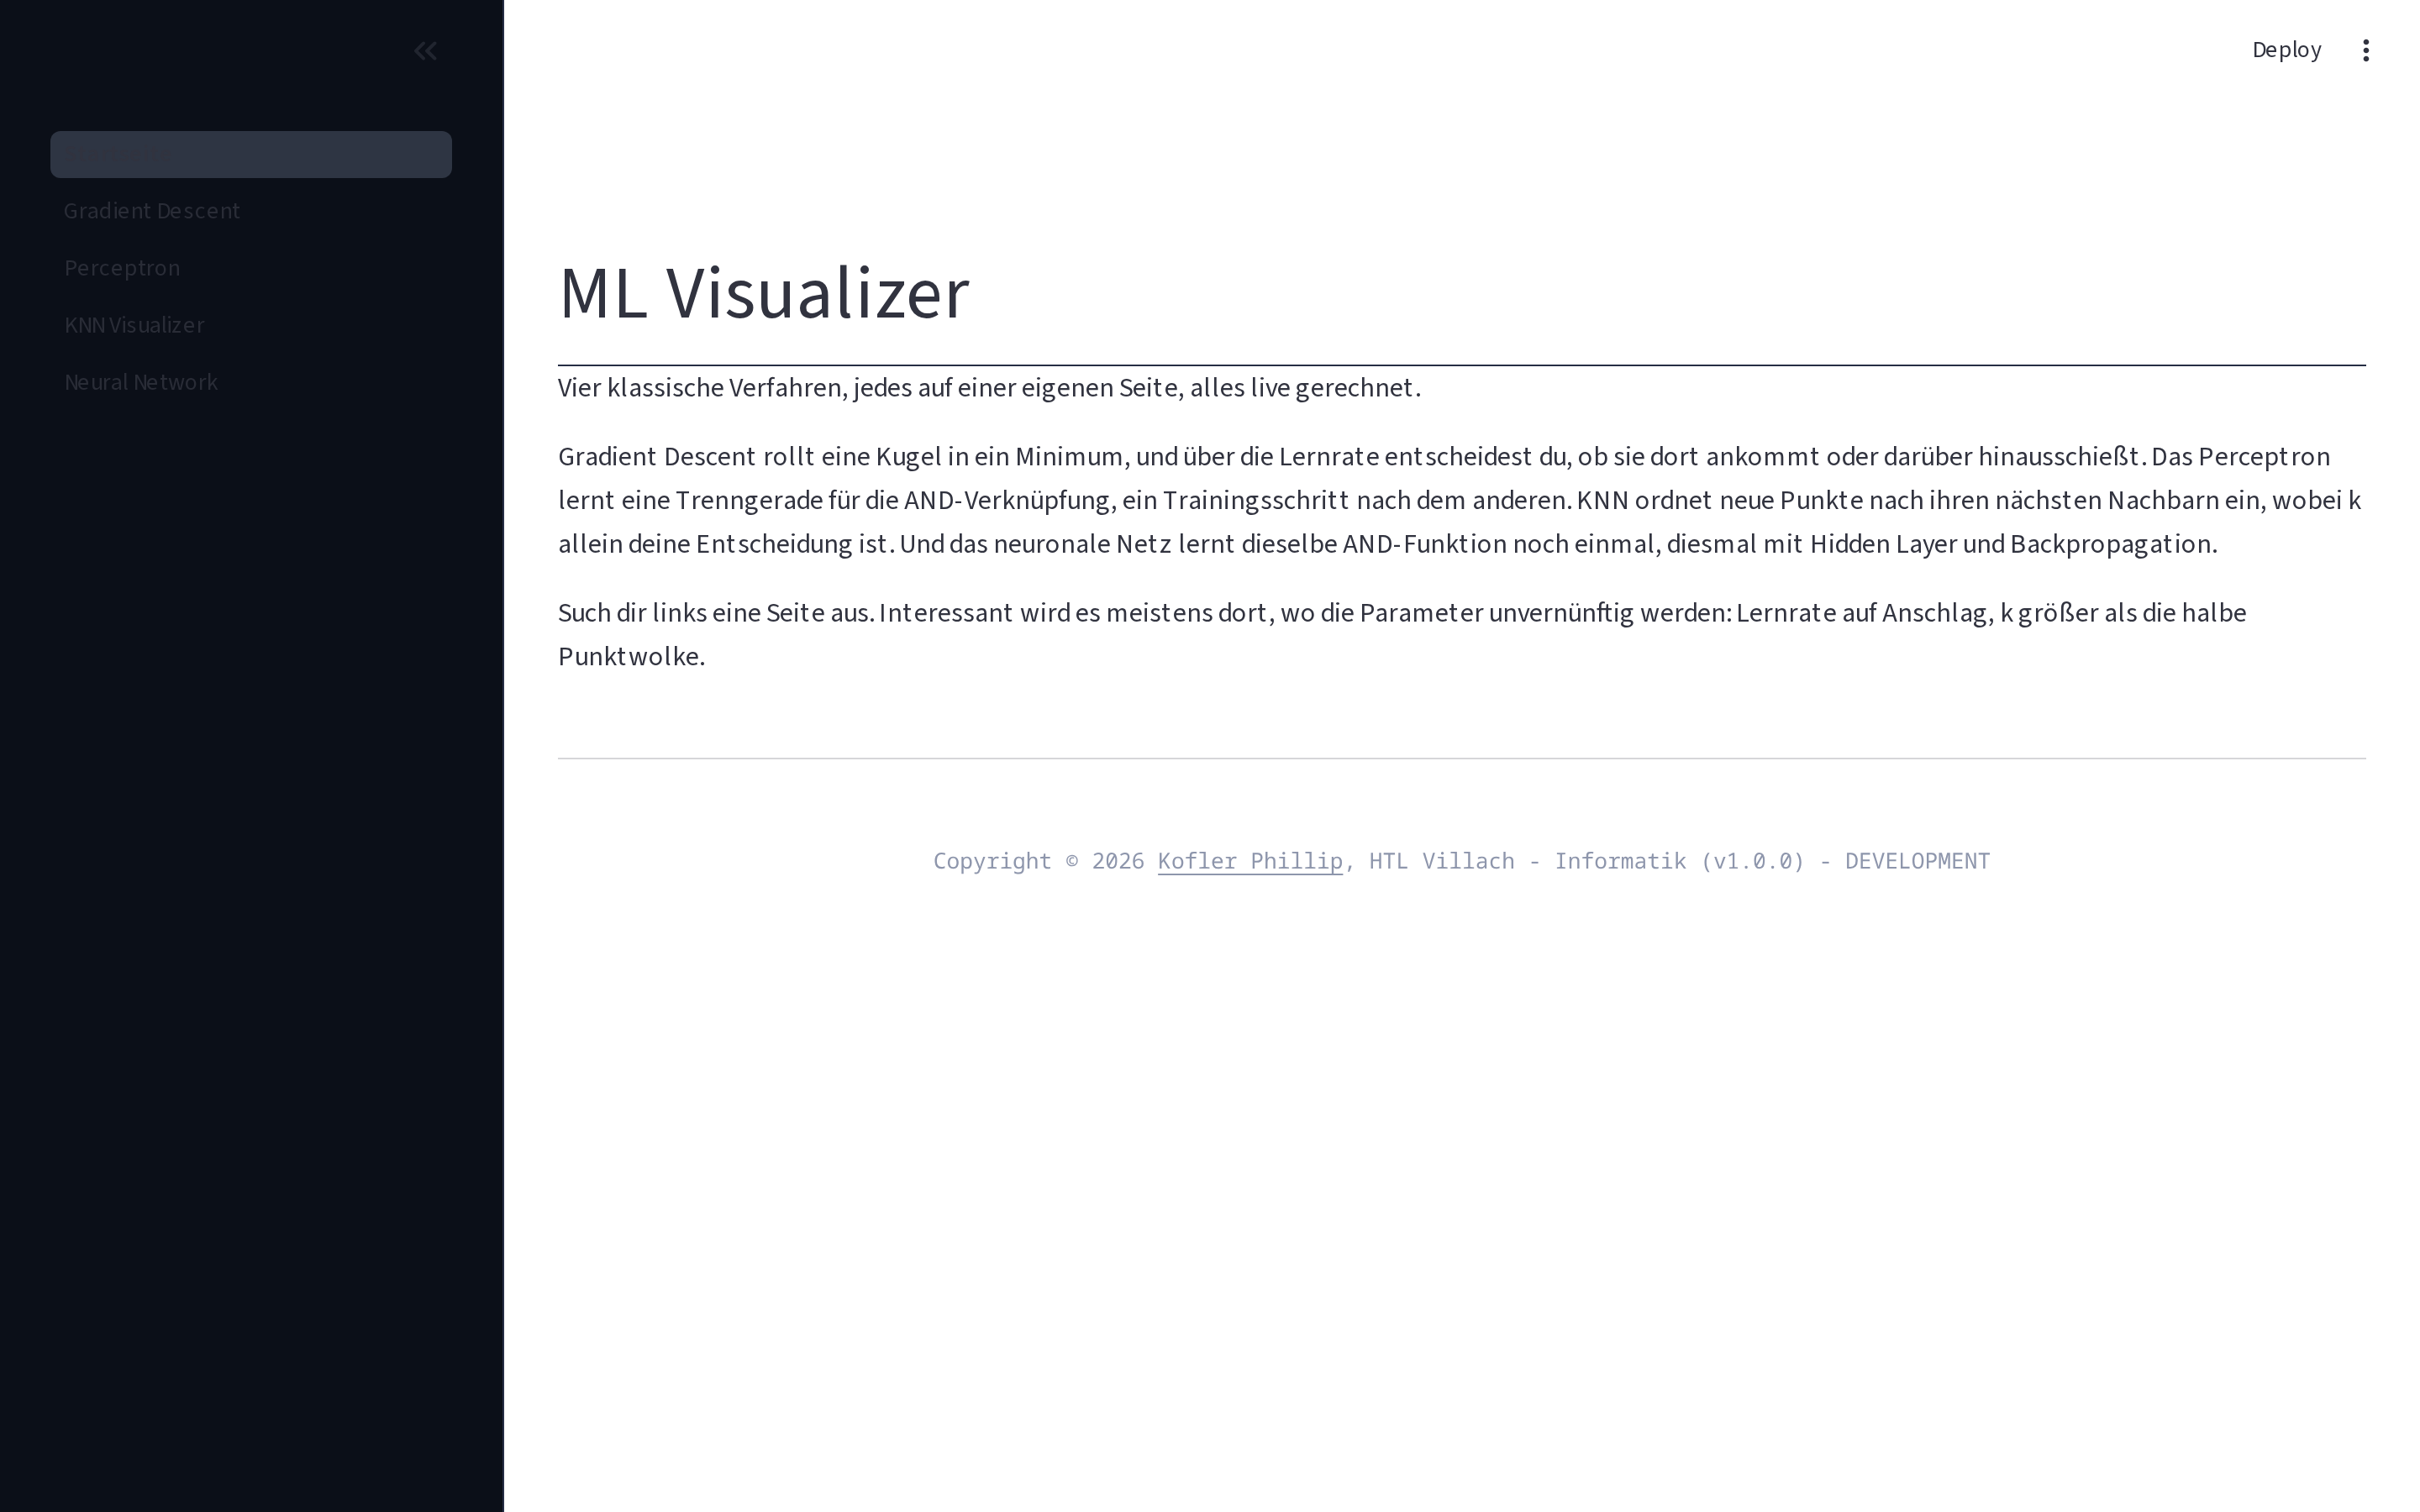 Deploy
Startseite
Gradient Descent
Perceptron
KNN Visualizer
Neural Network
ML Visualizer
Vier klassische Verfahren, jedes auf einer eigenen Seite, alles live gerechnet.
Gradient Descent rollt eine Kugel in ein Minimum, und über die Lernrate entscheidest du, ob sie dort ankommt oder darüber hinausschießt. Das Perceptron
lernt eine Trenngerade für die AND-Verknüpfung, ein Trainingsschritt nach dem anderen. KNN ordnet neue Punkte nach ihren nächsten Nachbarn ein, wobei k
allein deine Entscheidung ist. Und das neuronale Netz lernt dieselbe AND-Funktion noch einmal, diesmal mit Hidden Layer und Backpropagation.
Such dir links eine Seite aus. Interessant wird es meistens dort, wo die Parameter unvernünftig werden: Lernrate auf Anschlag, k größer als die halbe
Punktwolke.
Copyright © 2026 Kofler Phillip, HTL Villach - Informatik (v1.0.0) - DEVELOPMENT